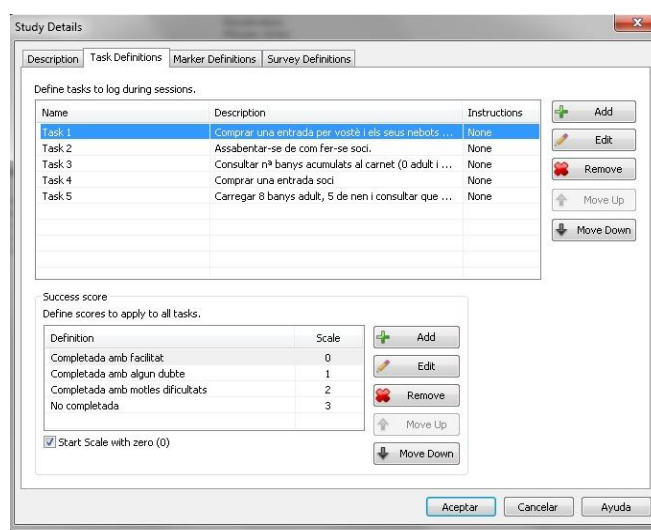 Study Details
Description Task Definitions Marker Definitions Survey Definitions
Define tasks to log during sessions.
Name Description Instructions
Task 1 Comprar una entrada per vostè i els seus nebots ... None
Task 2 Assabentar-se de com fer-se soci. None
Task 3 Consultar nª banys acumulats al carnet (0 adult i ... None
Task 4 Comprar una entrada soci None
Task 5 Carregar 8 banys adult, 5 de nen i consultar que ... None
Add
Edit
Remove
Move Up
Move Down
Success score
Define scores to apply to all tasks.
Definition Scale
Completada amb facilitat 0
Completada amb algun dubte 1
Completada amb motles dificultats 2
No completada 3
Add
Edit
Remove
Move Up
Move Down
Start Scale with zero (0)
Aceptar Cancelar Ayuda